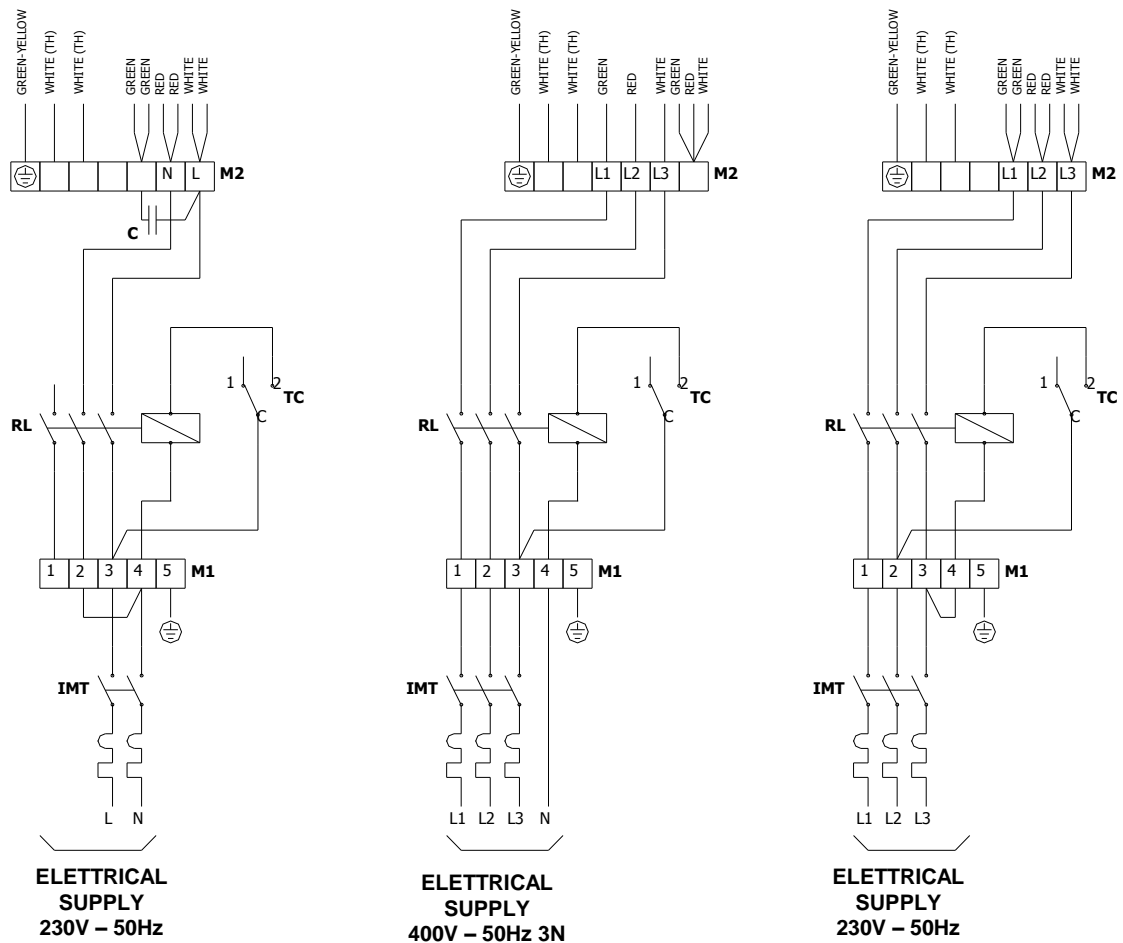 GREEN-YELLOW
WHITE (TH)
WHITE (TH)
GREEN
GREEN
RED
RED
WHITE
WHITE
N L M2
C
1 2
TC
C
RL
1 2 3 4 5 M1
IMT
L N
ELETTRICAL
SUPPLY
230V – 50Hz
GREEN-YELLOW
WHITE (TH)
WHITE (TH)
GREEN
RED
WHITE
GREEN
RED
WHITE
L1 L2 L3 M2
1 2
TC
C
RL
1 2 3 4 5 M1
IMT
L1 L2 L3 N
ELETTRICAL
SUPPLY
400V – 50Hz 3N
GREEN-YELLOW
WHITE (TH)
WHITE (TH)
GREEN
GREEN
RED
RED
WHITE
WHITE
L1 L2 L3 M2
1 2
TC
C
RL
1 2 3 4 5 M1
IMT
L1 L2 L3
ELETTRICAL
SUPPLY
230V – 50Hz